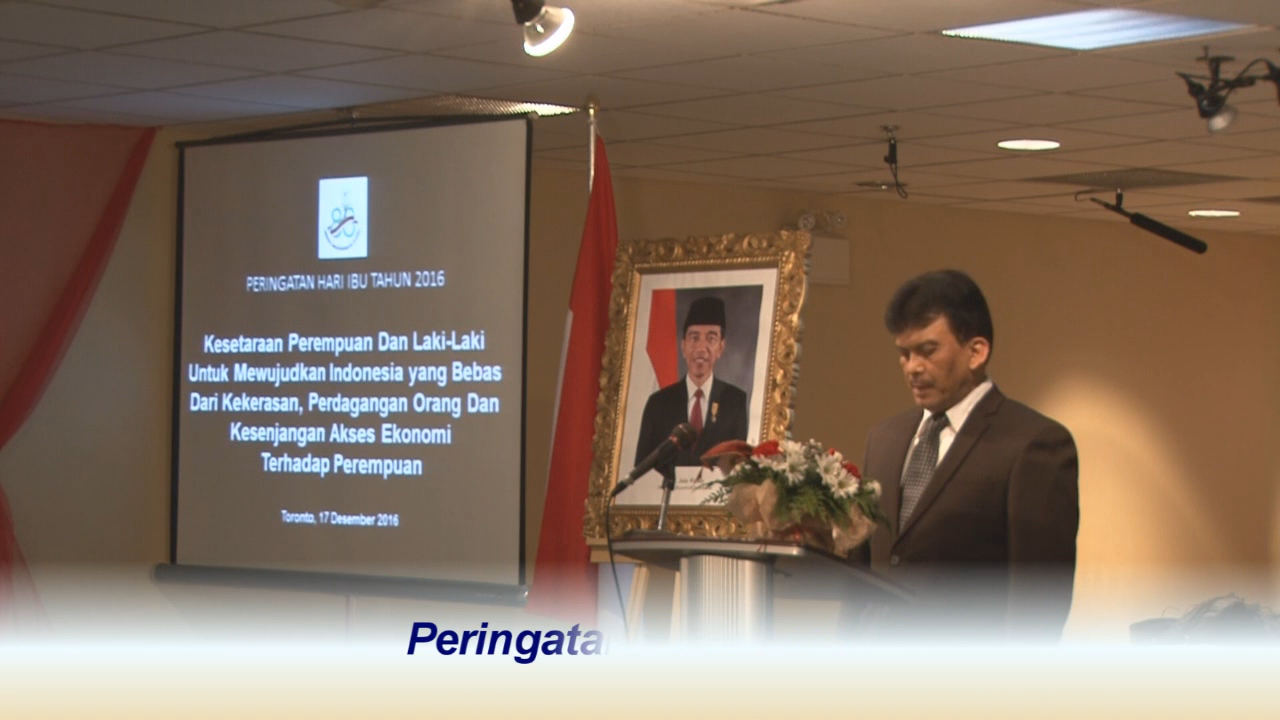 PERINGATAN HARI IBU TAHUN 2016
Kesetaraan Perempuan Dan Laki-Laki
Untuk Mewujudkan Indonesia yang Bebas
Dari Kekerasan, Perdagangan Orang Dan
Kesenjangan Akses Ekonomi
Terhadap Perempuan
Toronto, 17 Desember 2016
Peringata